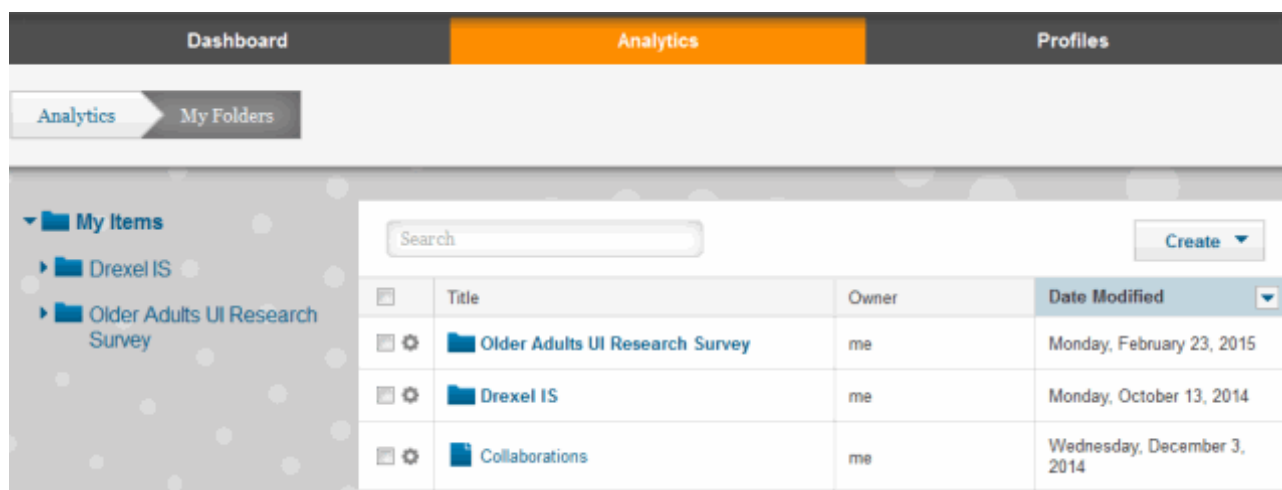 Dashboard Analytics Profiles
Analytics My Folders
My Items
Drexel IS
Older Adults UI Research
Survey
Search Create
Title Owner Date Modified
Older Adults UI Research Survey me Monday, February 23, 2015
Drexel IS me Monday, October 13, 2014
Collaborations me Wednesday, December 3,
2014